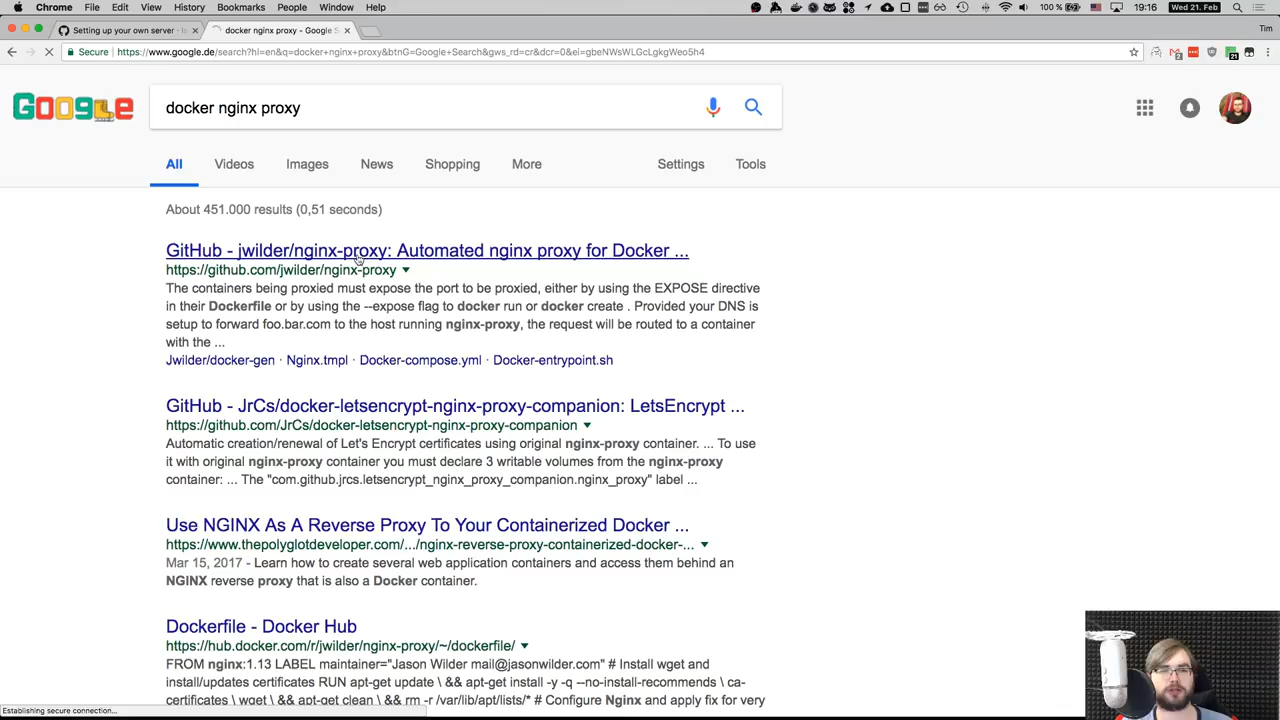 Chrome File Edit View History Bookmarks People Window Help 100 % 19:16 Wed 21. Feb
Setting up your own server · Is × docker nginx proxy - Google S × Tim
Secure https://www.google.de/search?hl=en&q=docker+nginx+proxy&btnG=Google+Search&gws_rd=cr&dcr=0&ei=gbeNWsWLGcLgkgWeo5h4
Google docker nginx proxy
All Videos Images News Shopping More Settings Tools
About 451.000 results (0,51 seconds)
GitHub - jwilder/nginx-proxy: Automated nginx proxy for Docker ...
https://github.com/jwilder/nginx-proxy
The containers being proxied must expose the port to be proxied, either by using the EXPOSE directive
in their Dockerfile or by using the --expose flag to docker run or docker create . Provided your DNS is
setup to forward foo.bar.com to the host running nginx-proxy, the request will be routed to a container
with the ...
Jwilder/docker-gen · Nginx.tmpl · Docker-compose.yml · Docker-entrypoint.sh
GitHub - JrCs/docker-letsencrypt-nginx-proxy-companion: LetsEncrypt ...
https://github.com/JrCs/docker-letsencrypt-nginx-proxy-companion
Automatic creation/renewal of Let's Encrypt certificates using original nginx-proxy container. ... To use
it with original nginx-proxy container you must declare 3 writable volumes from the nginx-proxy
container: ... The "com.github.jrcs.letsencrypt_nginx_proxy_companion.nginx_proxy" label ...
Use NGINX As A Reverse Proxy To Your Containerized Docker ...
https://www.thepolyglotdeveloper.com/.../nginx-reverse-proxy-containerized-docker-...
Mar 15, 2017 - Learn how to create several web application containers and access them behind an
NGINX reverse proxy that is also a Docker container.
Dockerfile - Docker Hub
https://hub.docker.com/r/jwilder/nginx-proxy/~/dockerfile/
FROM nginx:1.13 LABEL maintainer="Jason Wilder mail@jasonwilder.com" # Install wget and
install/updates certificates RUN apt-get update \ && apt-get install -y -q --no-install-recommends \ ca-
certificates \ wget \ && apt-get clean \ && rm -r /var/lib/apt/lists/* # Configure Nginx and apply fix for very
Establishing secure connection...